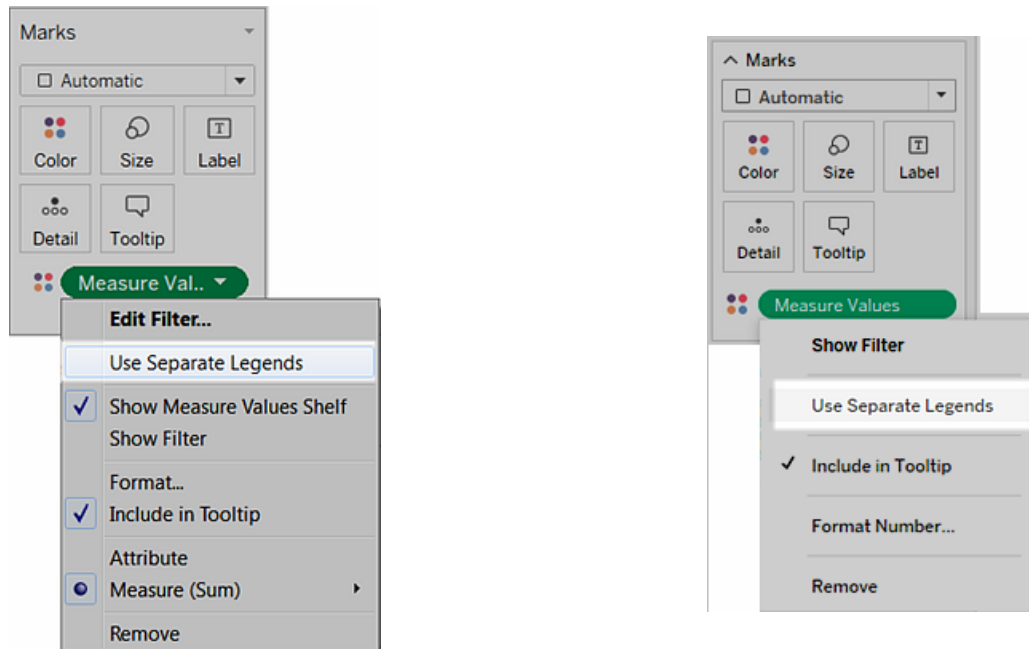 Marks
Automatic
Color Size Label
Detail Tooltip
Measure Val..
Edit Filter...
Use Separate Legends
Show Measure Values Shelf
Show Filter
Format...
Include in Tooltip
Attribute
Measure (Sum)
Remove
Marks
Automatic
Color Size Label
Detail Tooltip
Measure Values
Show Filter
Use Separate Legends
Include in Tooltip
Format Number...
Remove